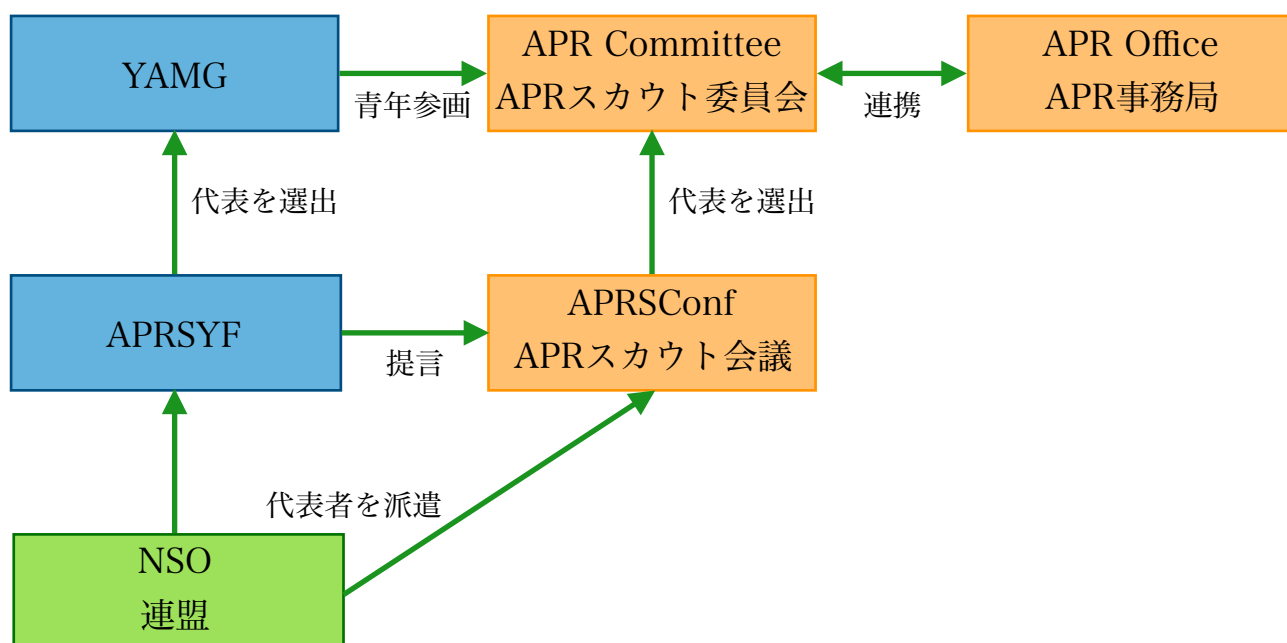 YAMG
青年参画
APR Committee
APRスカウト委員会
連携
APR Office
APR事務局
代表を選出
代表を選出
APRSYF
提言
APRSConf
APRスカウト会議
代表者を派遣
NSO
連盟